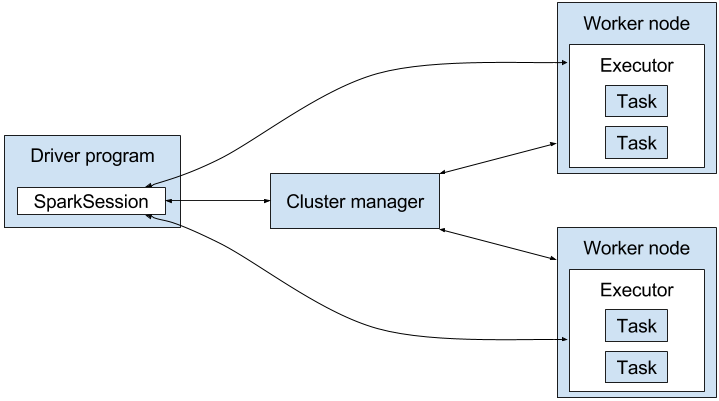 Driver program
SparkSession
Cluster manager
Worker node
Executor
Task
Task
Worker node
Executor
Task
Task